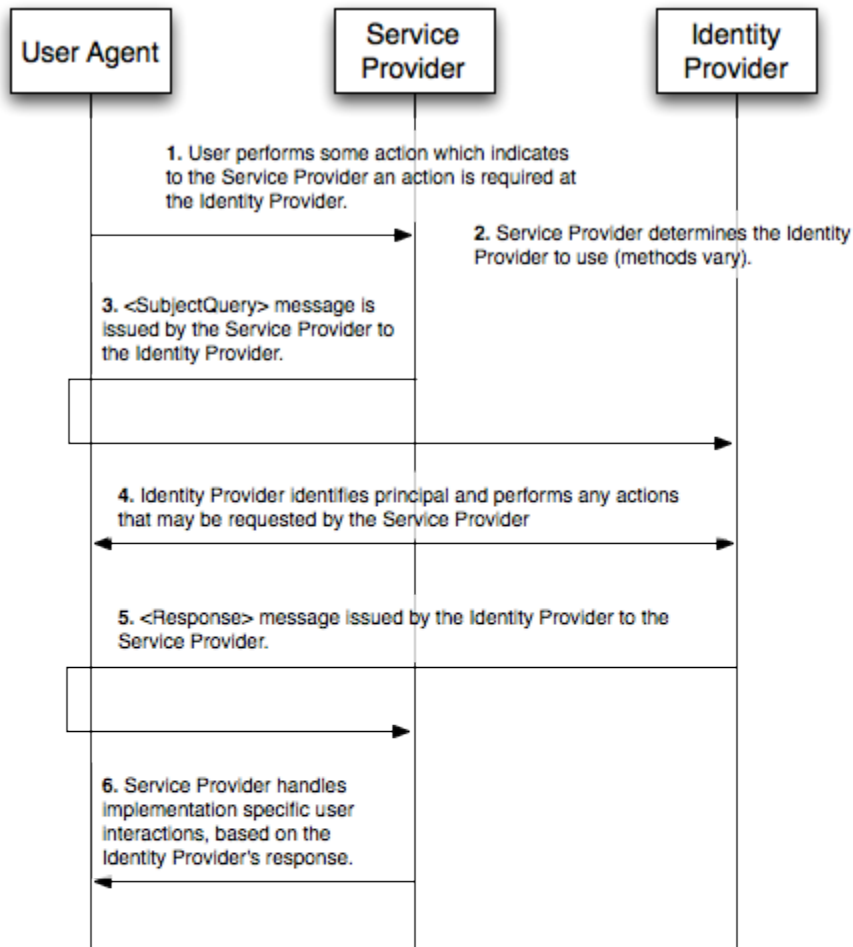 User Agent
Service
Provider
Identity
Provider
1. User performs some action which indicates
to the Service Provider an action is required at
the Identity Provider.
2. Service Provider determines the Identity
Provider to use (methods vary).
3. <SubjectQuery> message is
issued by the Service Provider to
the Identity Provider.
4. Identity Provider identifies principal and performs any actions
that may be requested by the Service Provider
5. <Response> message issued by the Identity Provider to the
Service Provider.
6. Service Provider handles
implementation specific user
interactions, based on the
Identity Provider's response.